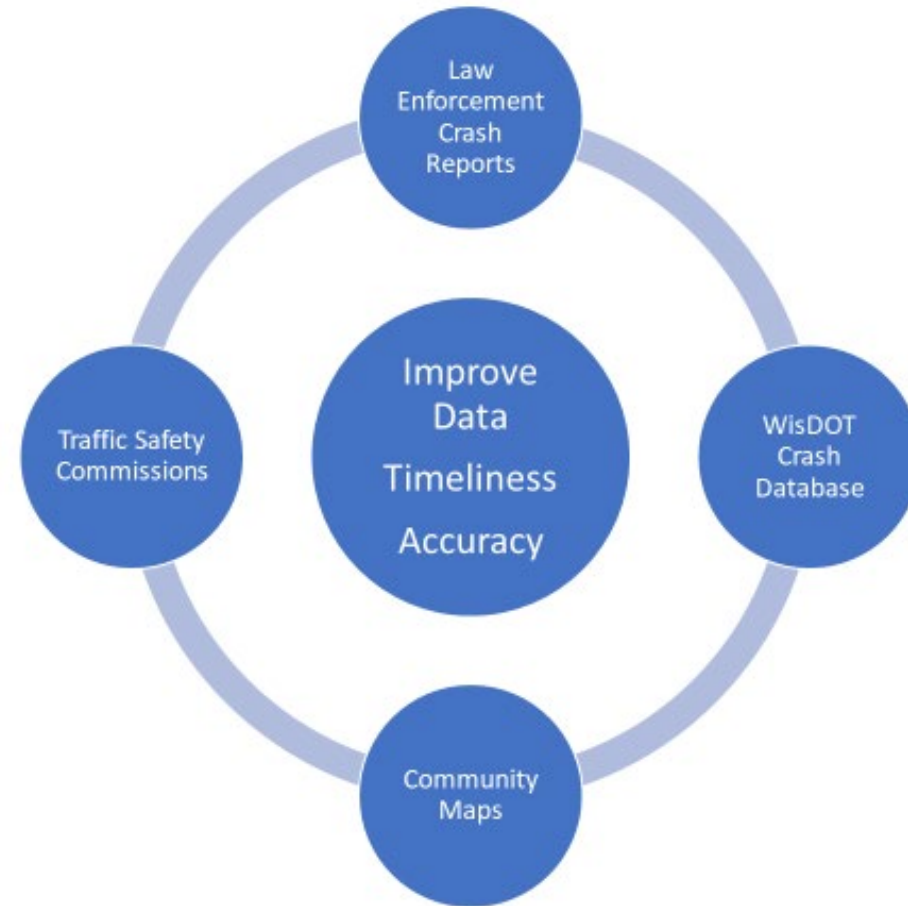 Law
Enforcement
Crash
Reports
Improve
Data
Timeliness
Accuracy
Traffic Safety
Commissions
WisDOT
Crash
Database
Community
Maps